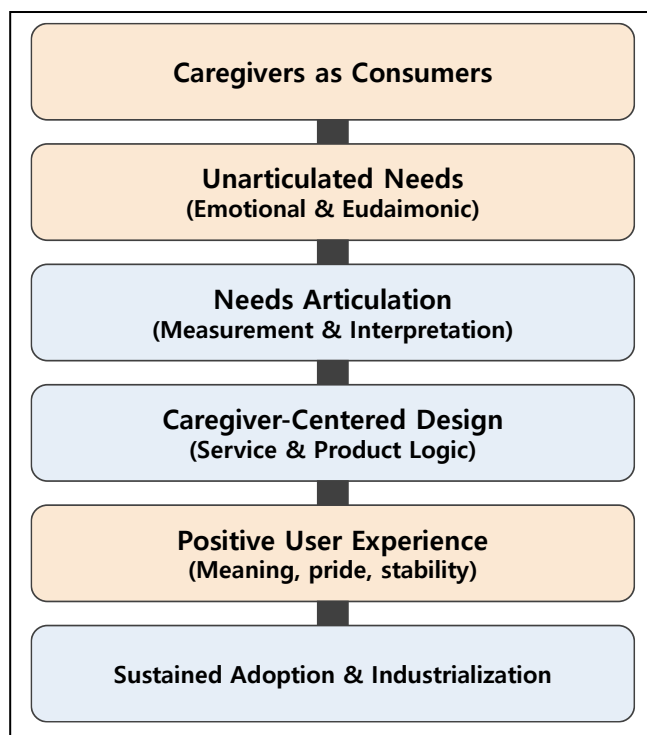 Caregivers as Consumers
Unarticulated Needs
(Emotional & Eudaimonic)
Needs Articulation
(Measurement & Interpretation)
Caregiver-Centered Design
(Service & Product Logic)
Positive User Experience
(Meaning, pride, stability)
Sustained Adoption & Industrialization